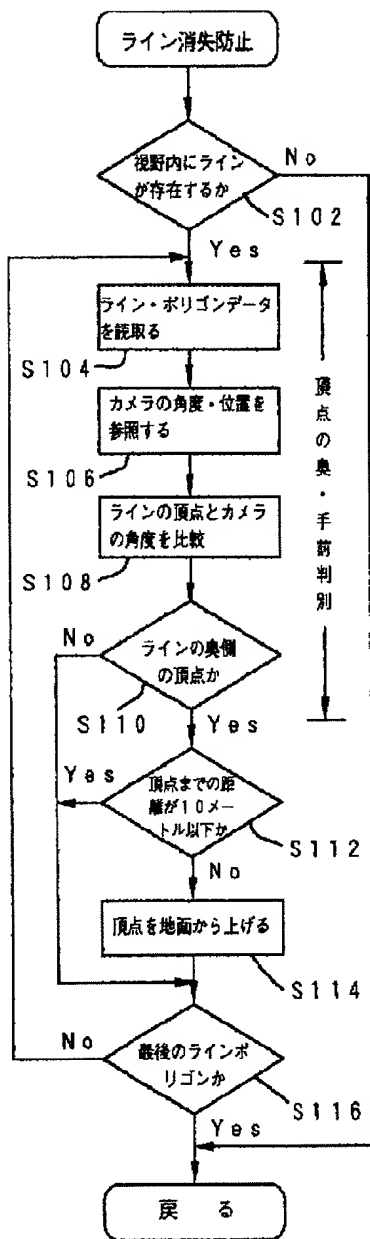 ライン消失防止
視野内にライン
が存在するか
No
S102
Yes
ライン・ポリゴンデータ
を読取る
S104
カメラの角度・位置を
参照する
S106
ラインの頂点とカメラ
の角度を比較
S108
頂点の奥・手前判別
No
ラインの奥側
の頂点か
S110
Yes
Yes
頂点までの距
離が10メー
トル以下か
S112
No
頂点を地面から上げる
S114
No
最後のラインポ
リゴンか
S116
Yes
戻る